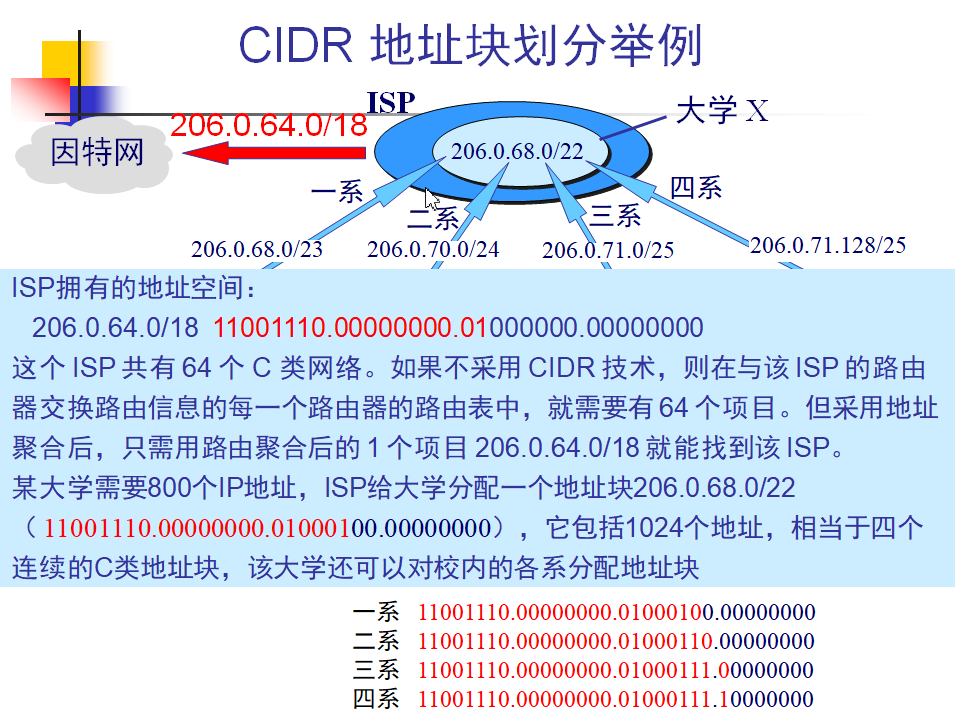 CIDR 地址块划分举例
ISP
大学 X
206.0.64.0/18
因特网
206.0.68.0/22
一系
二系
三系
四系
206.0.68.0/23
206.0.70.0/24
206.0.71.0/25
206.0.71.128/25
ISP拥有的地址空间：
206.0.64.0/18 11001110.00000000.01000000.00000000
这个 ISP 共有 64 个 C 类网络。如果不采用 CIDR 技术，则在与该 ISP 的路由
器交换路由信息的每一个路由器的路由表中，就需要有 64 个项目。但采用地址
聚合后，只需用路由聚合后的 1 个项目 206.0.64.0/18 就能找到该 ISP。
某大学需要800个IP地址，ISP给大学分配一个地址块206.0.68.0/22
（11001110.00000000.01000100.00000000），它包括1024个地址，相当于四个
连续的C类地址块，该大学还可以对校内的各系分配地址块
一系 11001110.00000000.01000100.00000000
二系 11001110.00000000.01000110.00000000
三系 11001110.00000000.01000111.00000000
四系 11001110.00000000.01000111.10000000